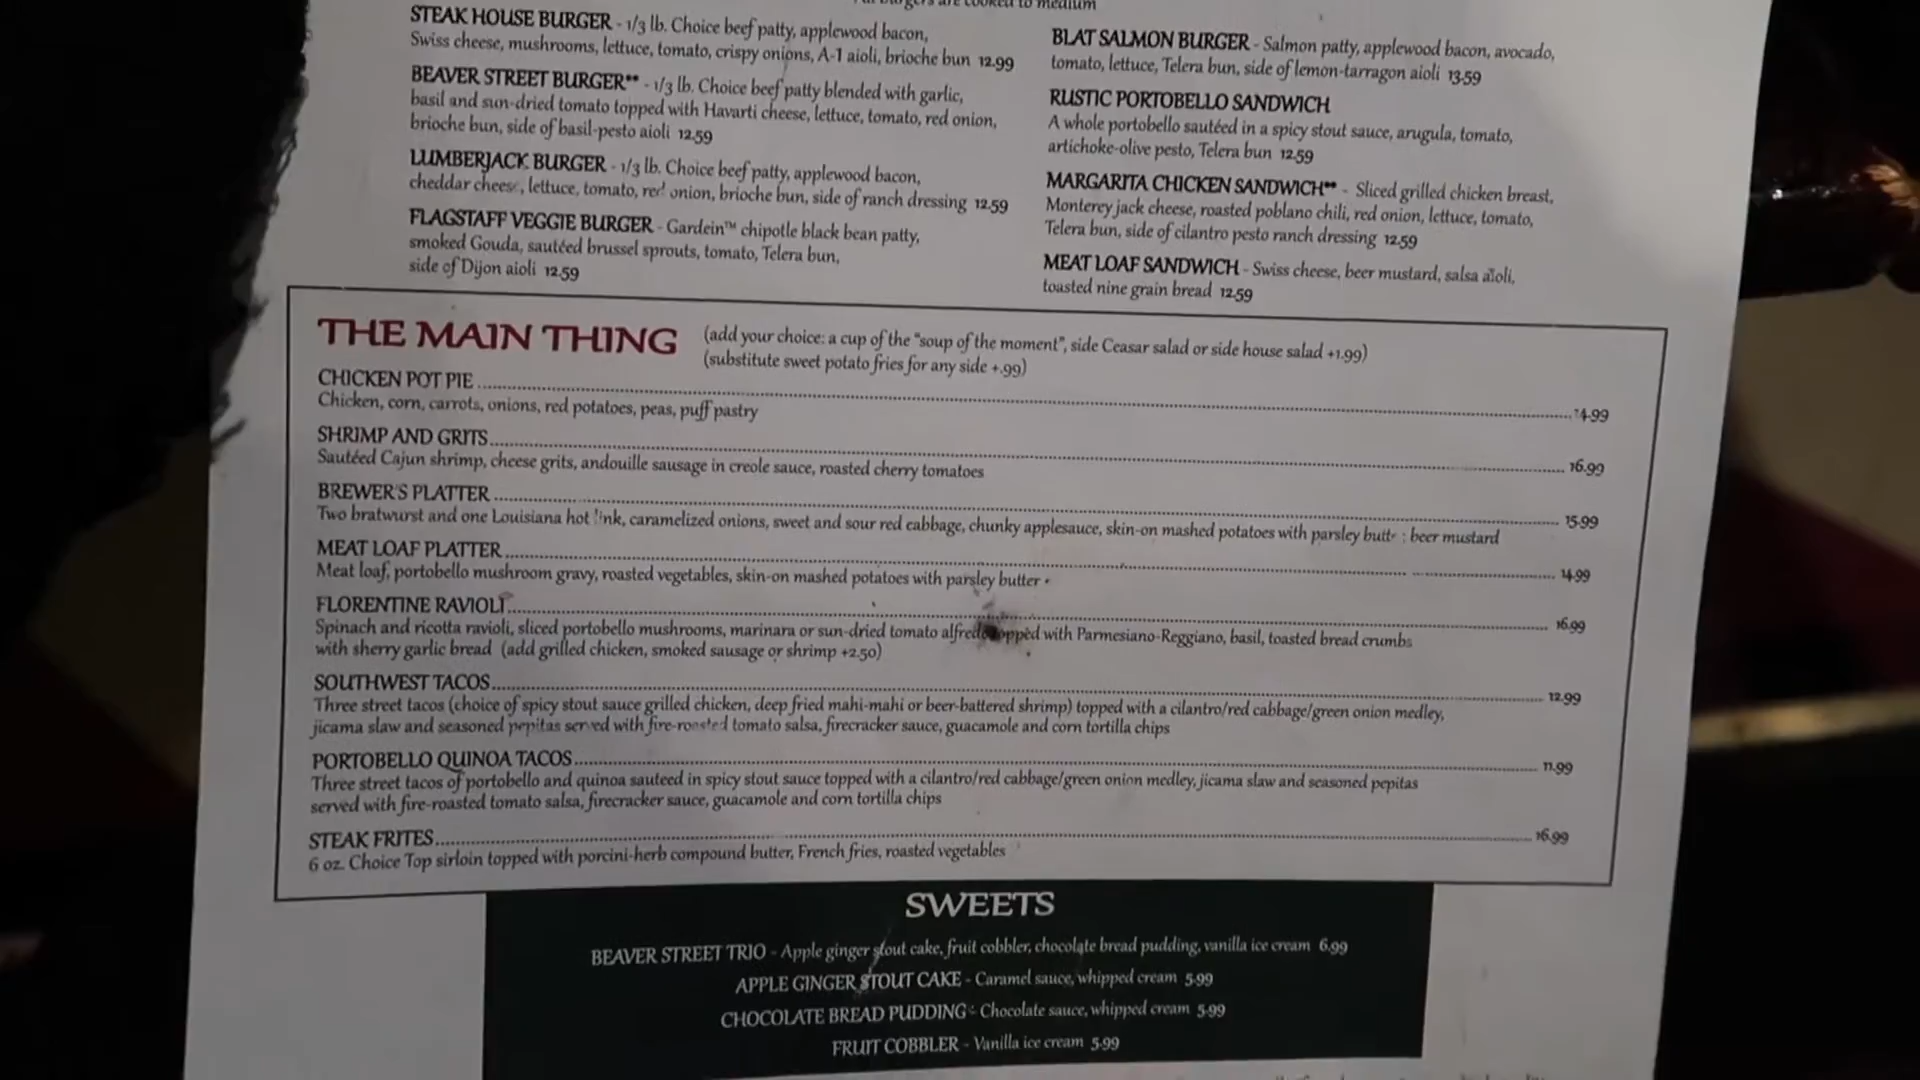 STEAK HOUSE BURGER - 1/3 lb. Choice beef patty, applewood bacon,
Swiss cheese, mushrooms, lettuce, tomato, crispy onions, A-1 aioli, brioche bun 12.99
BEAVER STREET BURGER** - 1/3 lb. Choice beef patty blended with garlic,
basil and sun-dried tomato topped with Havarti cheese, lettuce, tomato, red onion,
brioche bun, side of basil-pesto aioli 12.59
LUMBERJACK BURGER - 1/3 lb. Choice beef patty, applewood bacon,
cheddar cheese, lettuce, tomato, red onion, brioche bun, side of ranch dressing 12.59
FLAGSTAFF VEGGIE BURGER - Gardein™ chipotle black bean patty,
smoked Gouda, sautéed brussel sprouts, tomato, Telera bun,
side of Dijon aioli 12.59
burgers are cooked to medium
BLAT SALMON BURGER - Salmon patty, applewood bacon, avocado,
tomato, lettuce, Telera bun, side of lemon-tarragon aioli 13.59
RUSTIC PORTOBELLO SANDWICH
A whole portobello sautéed in a spicy stout sauce, arugula, tomato,
artichoke-olive pesto, Telera bun 12.59
MARGARITA CHICKEN SANDWICH** - Sliced grilled chicken breast,
Monterey jack cheese, roasted poblano chili, red onion, lettuce, tomato,
Telera bun, side of cilantro pesto ranch dressing 12.59
MEAT LOAF SANDWICH - Swiss cheese, beer mustard, salsa aioli,
toasted nine grain bread 12.59
THE MAIN THING (add your choice: a cup of the "soup of the moment", side Ceasar salad or side house salad +1.99)
(substitute sweet potato fries for any side +.99)
CHICKEN POT PIE 14.99
Chicken, corn, carrots, onions, red potatoes, peas, puff pastry
SHRIMP AND GRITS 16.99
Sautéed Cajun shrimp, cheese grits, andouille sausage in creole sauce, roasted cherry tomatoes
BREWER'S PLATTER 15.99
Two bratwurst and one Louisiana hot link, caramelized onions, sweet and sour red cabbage, chunky applesauce, skin-on mashed potatoes with parsley butter beer mustard
MEAT LOAF PLATTER 14.99
Meat loaf, portobello mushroom gravy, roasted vegetables, skin-on mashed potatoes with parsley butter
FLORENTINE RAVIOLI 16.99
Spinach and ricotta ravioli, sliced portobello mushrooms, marinara or sun-dried tomato alfredo topped with Parmesiano-Reggiano, basil, toasted bread crumbs
with sherry garlic bread (add grilled chicken, smoked sausage or shrimp +2.50)
SOUTHWEST TACOS 12.99
Three street tacos (choice of spicy stout sauce grilled chicken, deep fried mahi-mahi or beer-battered shrimp) topped with a cilantro/red cabbage/green onion medley,
jicama slaw and seasoned pepitas served with fire-roasted tomato salsa, firecracker sauce, guacamole and corn tortilla chips
PORTOBELLO QUINOA TACOS 11.99
Three street tacos of portobello and quinoa sauteed in spicy stout sauce topped with a cilantro/red cabbage/green onion medley, jicama slaw and seasoned pepitas
served with fire-roasted tomato salsa, firecracker sauce, guacamole and corn tortilla chips
STEAK FRITES 16.99
6 oz. Choice Top sirloin topped with porcini-herb compound butter, French fries, roasted vegetables
SWEETS
BEAVER STREET TRIO - Apple ginger stout cake, fruit cobbler, chocolate bread pudding, vanilla ice cream 6.99
APPLE GINGER STOUT CAKE - Caramel sauce, whipped cream 5.99
CHOCOLATE BREAD PUDDING - Chocolate sauce, whipped cream 5.99
FRUIT COBBLER - Vanilla ice cream 5.99